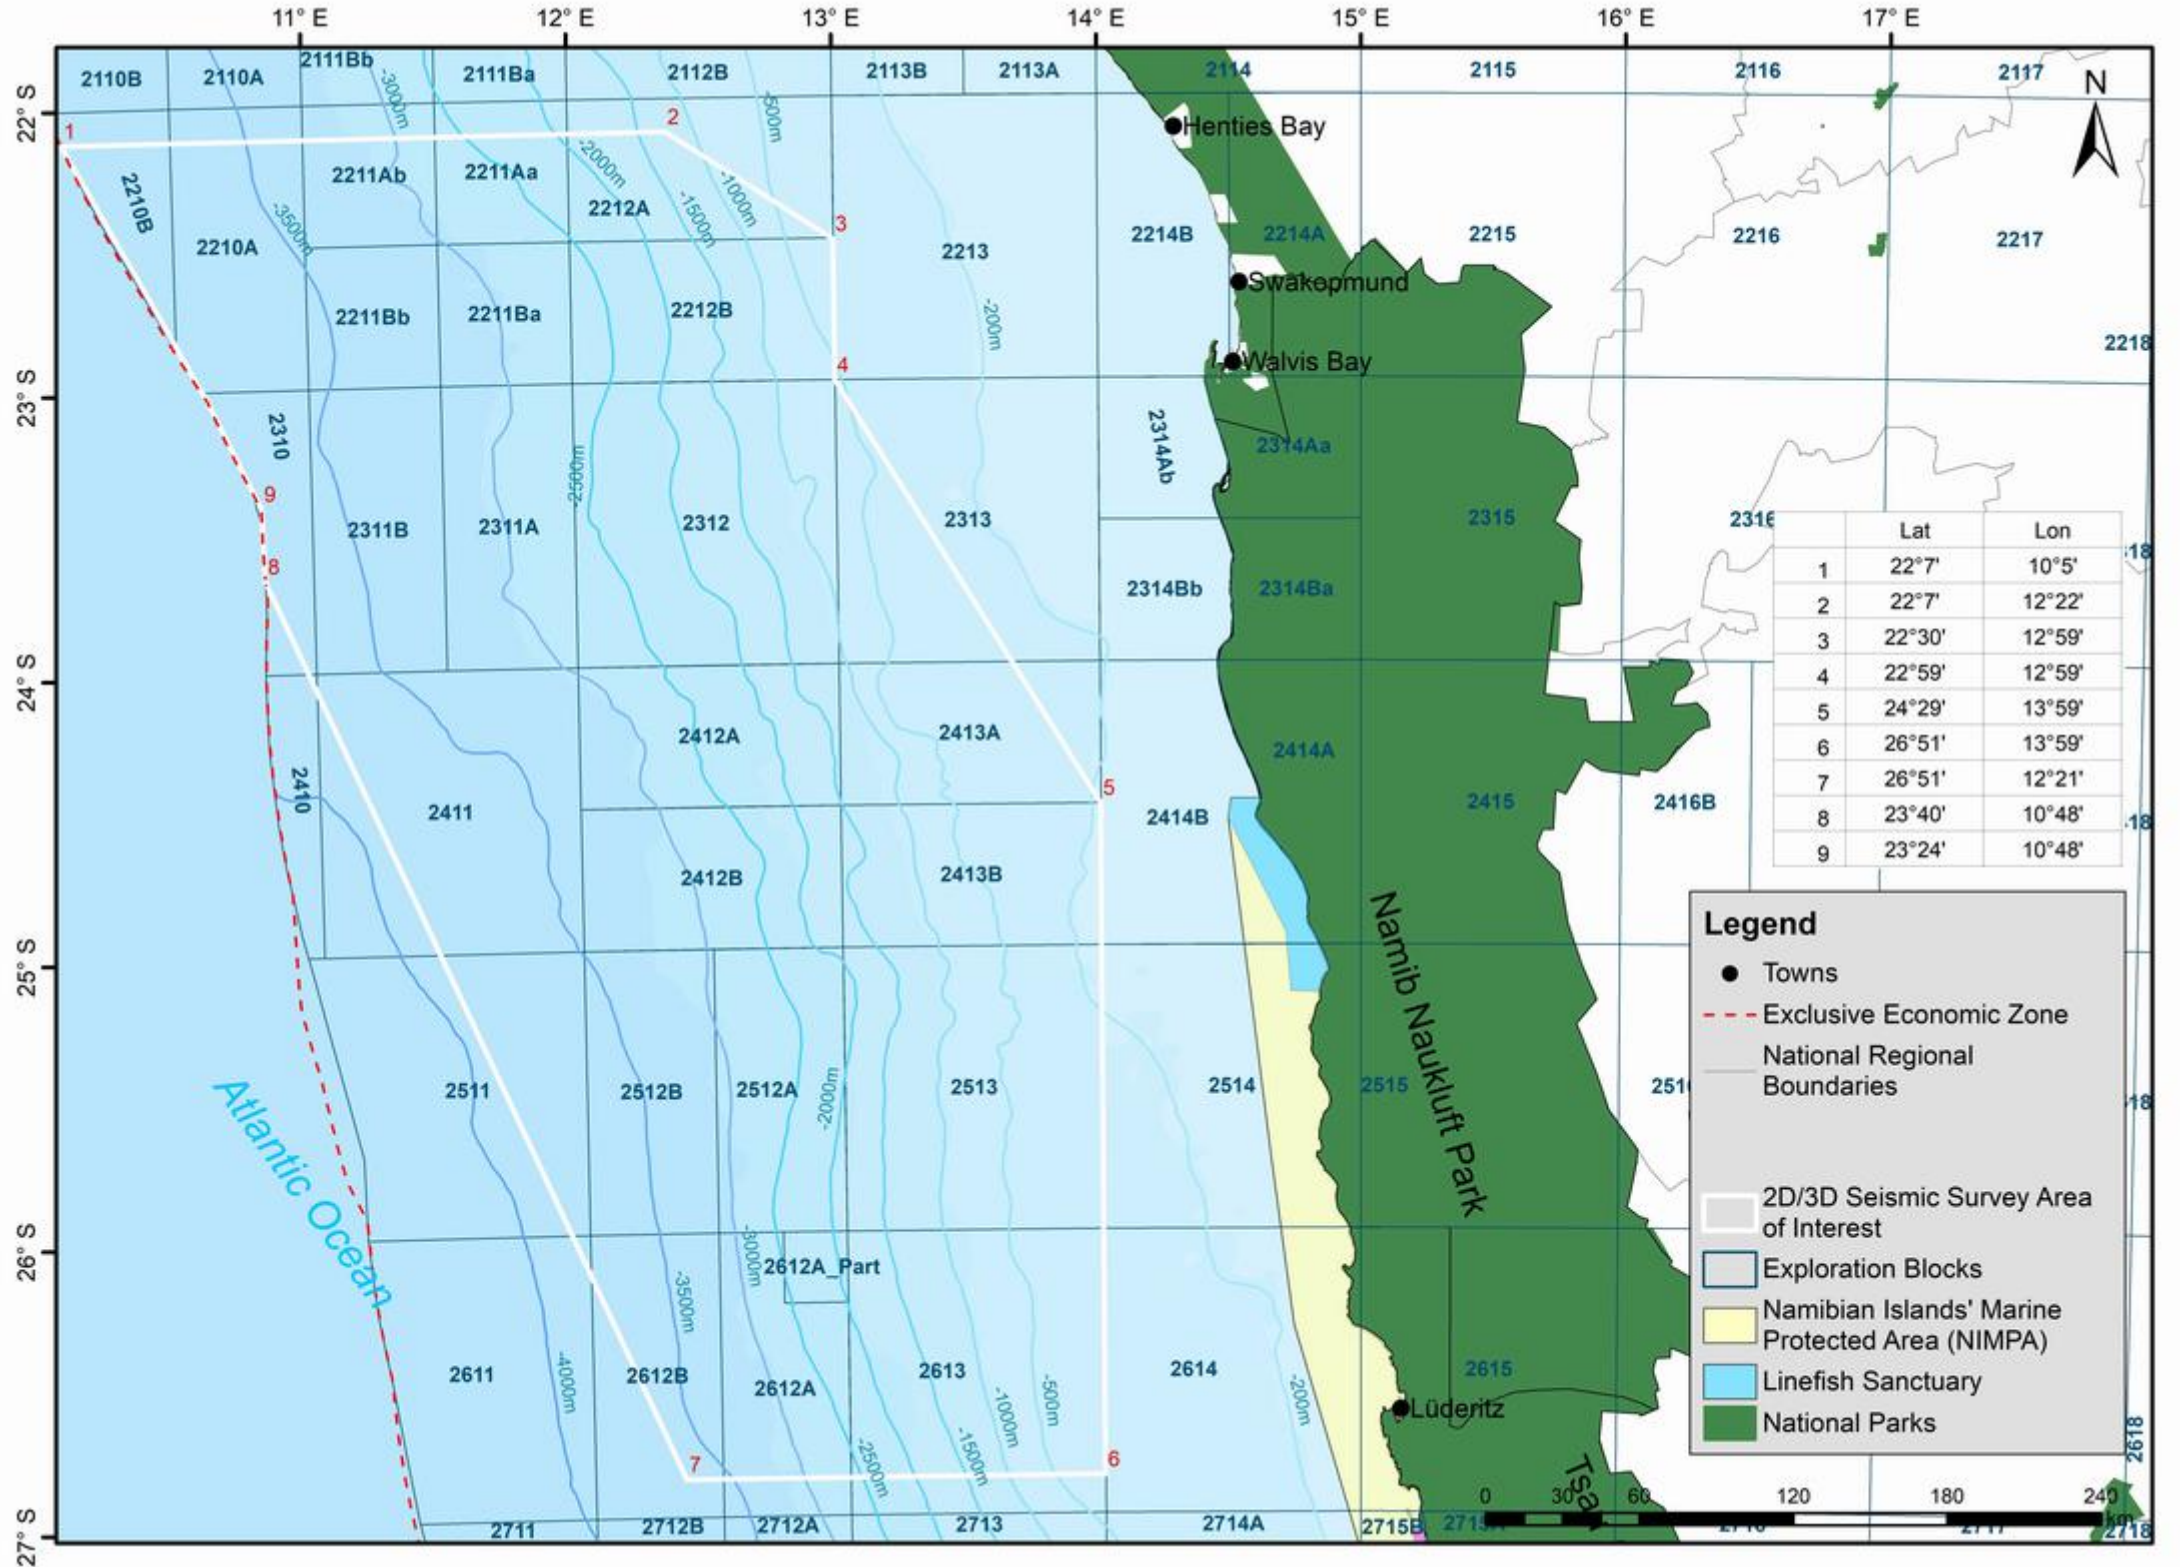 11° E 12° E 13° E 14° E 15° E 16° E 17° E
2110B 2110A 2111Bb 2111Ba 2112B 2113B 2113A 2114 2115 2116 2117
N
22° S
-3000m -500m
1 2
Henties Bay
-2000m
2210B 2211Ab 2211Aa -1000m
2212A -1500m
-3500m
3
2210A 2213 2214B 2214A 2215 2216 2217
Swakopmund
2211Bb 2211Ba 2212B -200m
2218
4 Walvis Bay
23° S
2310 2314Ab 2314Aa
-2500m
9
2311B 2311A 2312 2313 2315 2316
8
2314Bb 2314Ba
Lat Lon
1 22°7' 10°5'
2 22°7' 12°22'
3 22°30' 12°59'
4 22°59' 12°59'
5 24°29' 13°59'
6 26°51' 13°59'
7 26°51' 12°21'
8 23°40' 10°48'
9 23°24' 10°48'
24° S
2412A 2413A 2414A
2410 5
2411 2414B 2415 2416B
2412B 2413B
Namib Naukluft Park
25° S
Atlantic Ocean
2511 2512B 2512A -2000m 2513 2514 2515
26° S
-3000m 2612A_Part
-3500m
-4000m
2611 2612B 2612A 2613 2614 2615
-1000m -500m -200m
Lüderitz
-2500m -1500m
7 6
27° S
2711 2712B 2712A 2713 2714A 2715B
Legend
Towns
Exclusive Economic Zone
National Regional
Boundaries
2D/3D Seismic Survey Area
of Interest
Exploration Blocks
Namibian Islands' Marine
Protected Area (NIMPA)
Linefish Sanctuary
National Parks
2618
0 30 60 120 180 240
km
2718